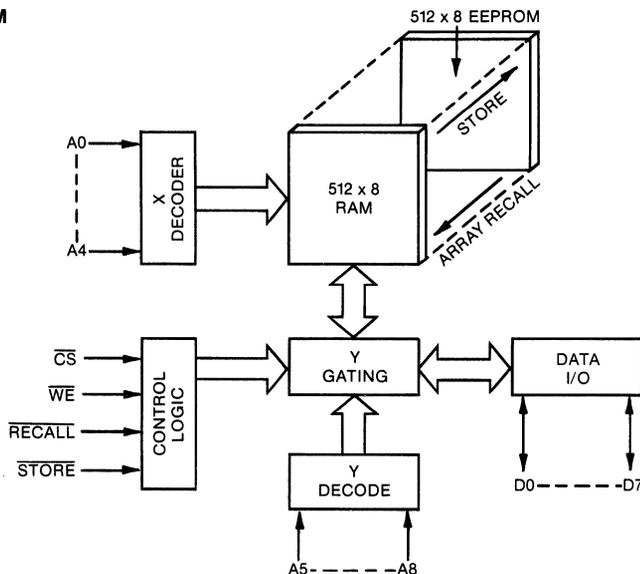 M
512 x 8 EEPROM
STORE
A0
X
DECODER
512 x 8
RAM
ARRAY RECALL
A4
CS
WE
RECALL
STORE
CONTROL
LOGIC
Y
GATING
DATA
I/O
Y
DECODE
D0
D7
A5
A8